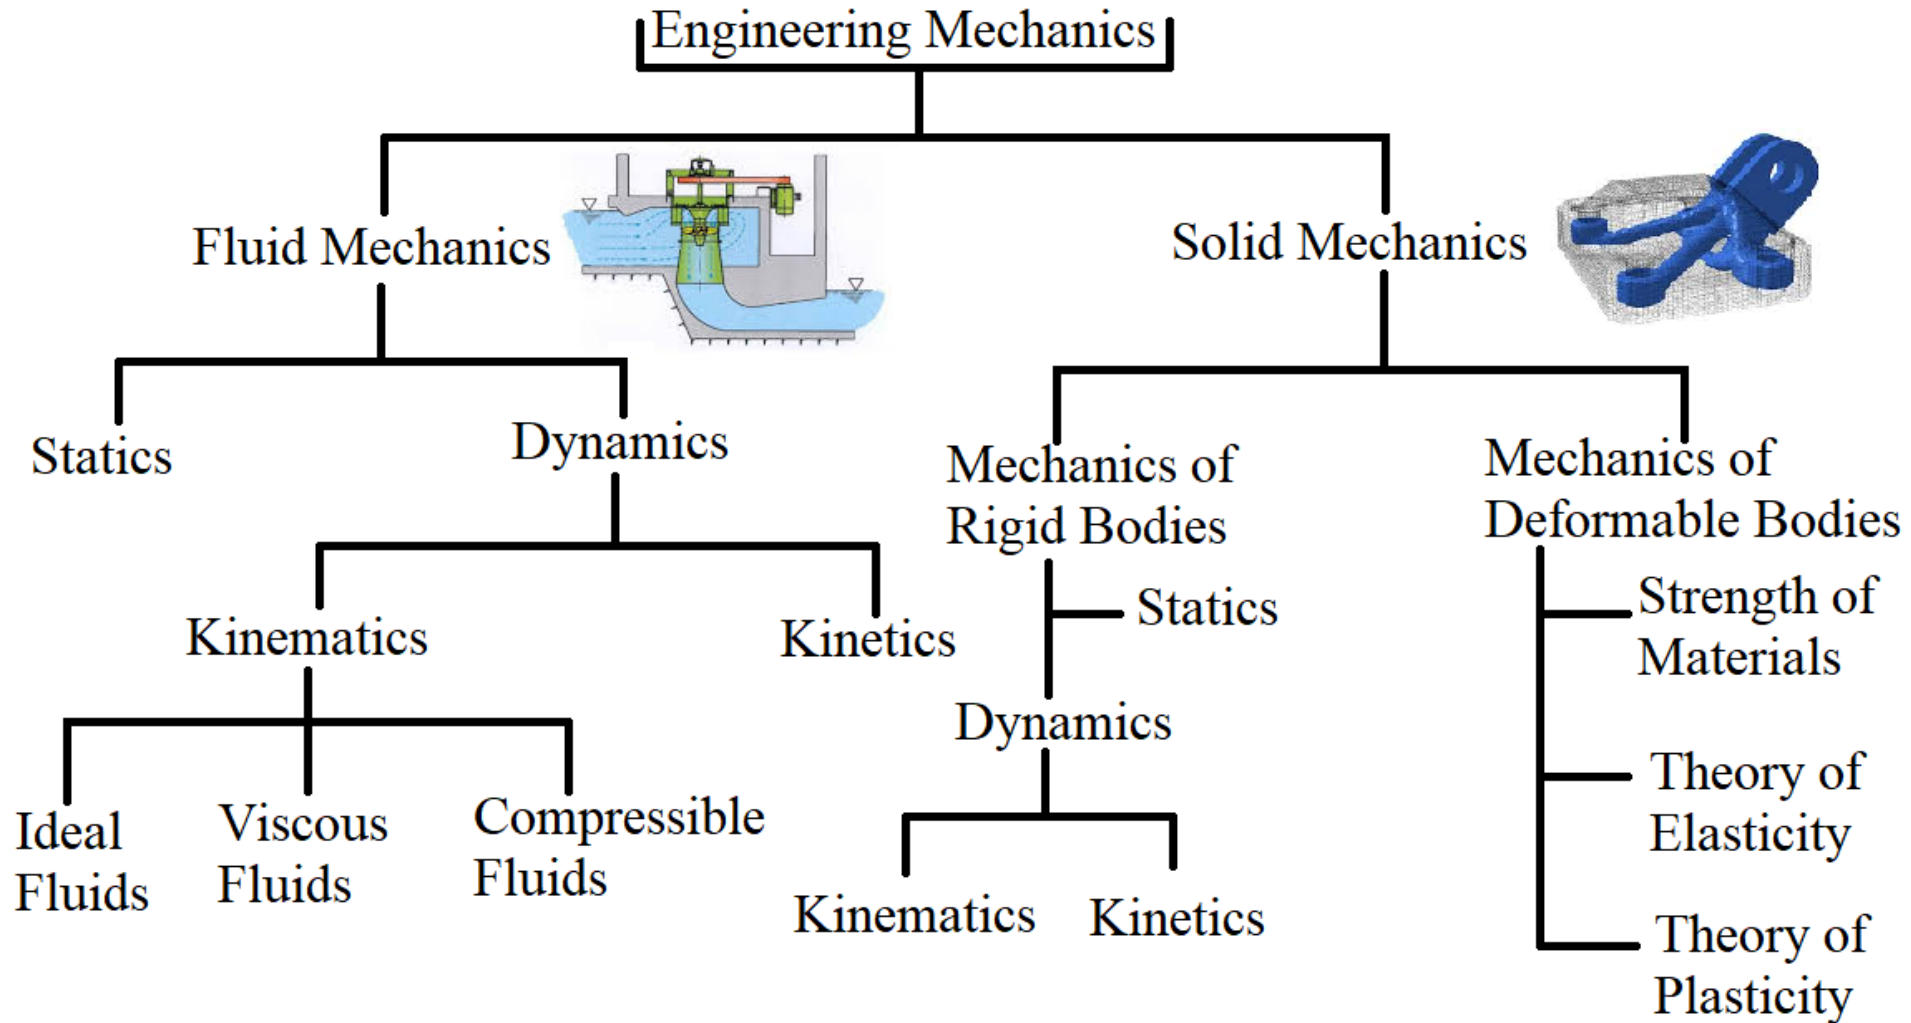 Engineering Mechanics
Fluid Mechanics
Solid Mechanics
Statics
Dynamics
Mechanics of
Rigid Bodies
Mechanics of
Deformable Bodies
Kinematics
Kinetics
Statics
Strength of
Materials
Dynamics
Theory of
Elasticity
Ideal
Fluids
Viscous
Fluids
Compressible
Fluids
Kinematics
Kinetics
Theory of
Plasticity